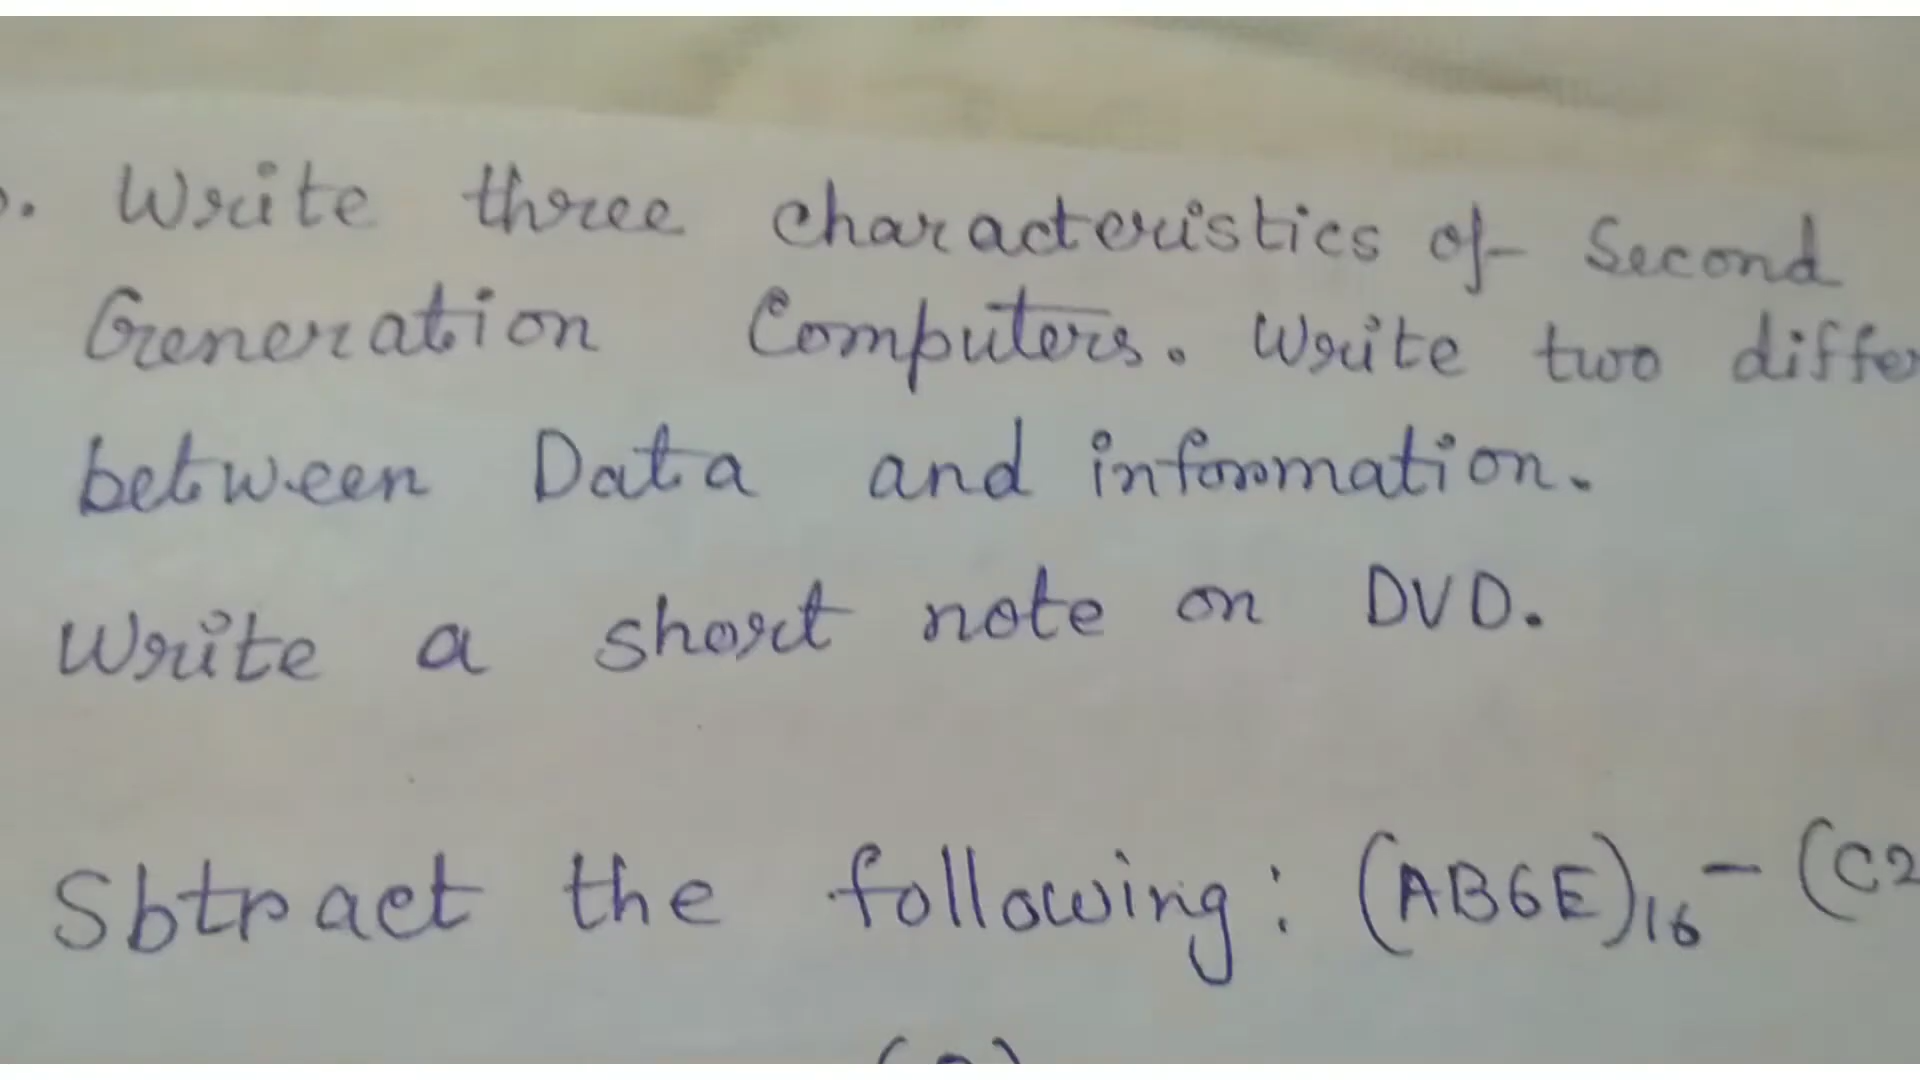 . Write three characteristics of Second
Generation Computers. Write two differ
between Data and information.
Write a short note on DVD.
Sbtract the following: (AB6E)16 - (C2